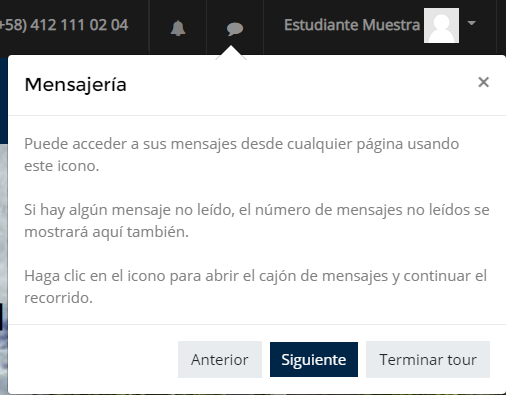 +58) 412 111 02 04
Estudiante Muestra
Mensajería
×
Puede acceder a sus mensajes desde cualquier página usando
este icono.
Si hay algún mensaje no leído, el número de mensajes no leídos se
mostrará aquí también.
Haga clic en el icono para abrir el cajón de mensajes y continuar el
recorrido.
Anterior
Siguiente
Terminar tour